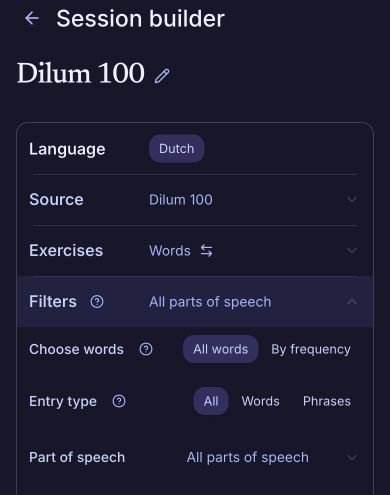 Session builder
Dilum 100
Language Dutch
Source Dilum 100
Exercises Words
Filters All parts of speech
Choose words All words By frequency
Entry type All Words Phrases
Part of speech All parts of speech